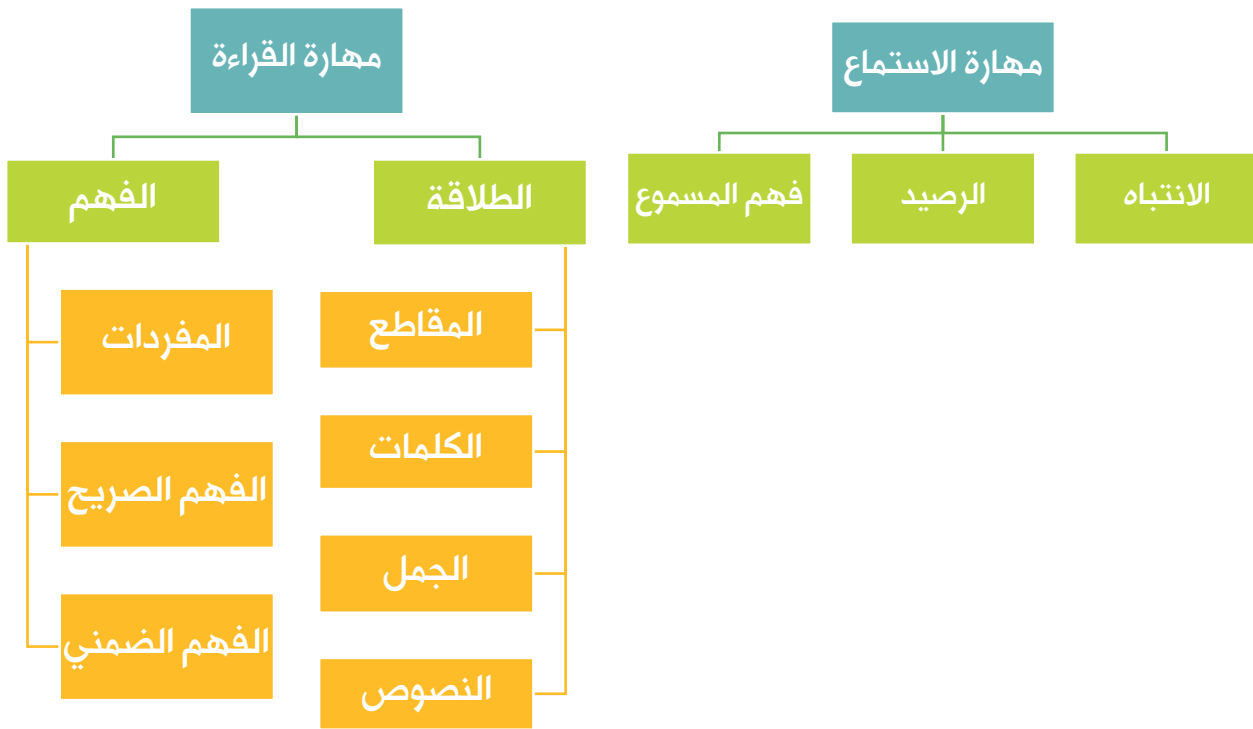 مهارة الاستماع
الانتباه
الرصيد
فهم المسموع
مهارة القراءة
الطلاقة
المقاطع
الكلمات
الجمل
النصوص
الفهم
المفردات
الفهم الصريح
الفهم الضمني